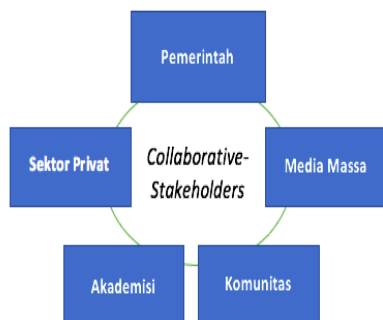 Pemerintah
Sektor Privat
Collaborative-
Stakeholders
Media Massa
Akademisi
Komunitas